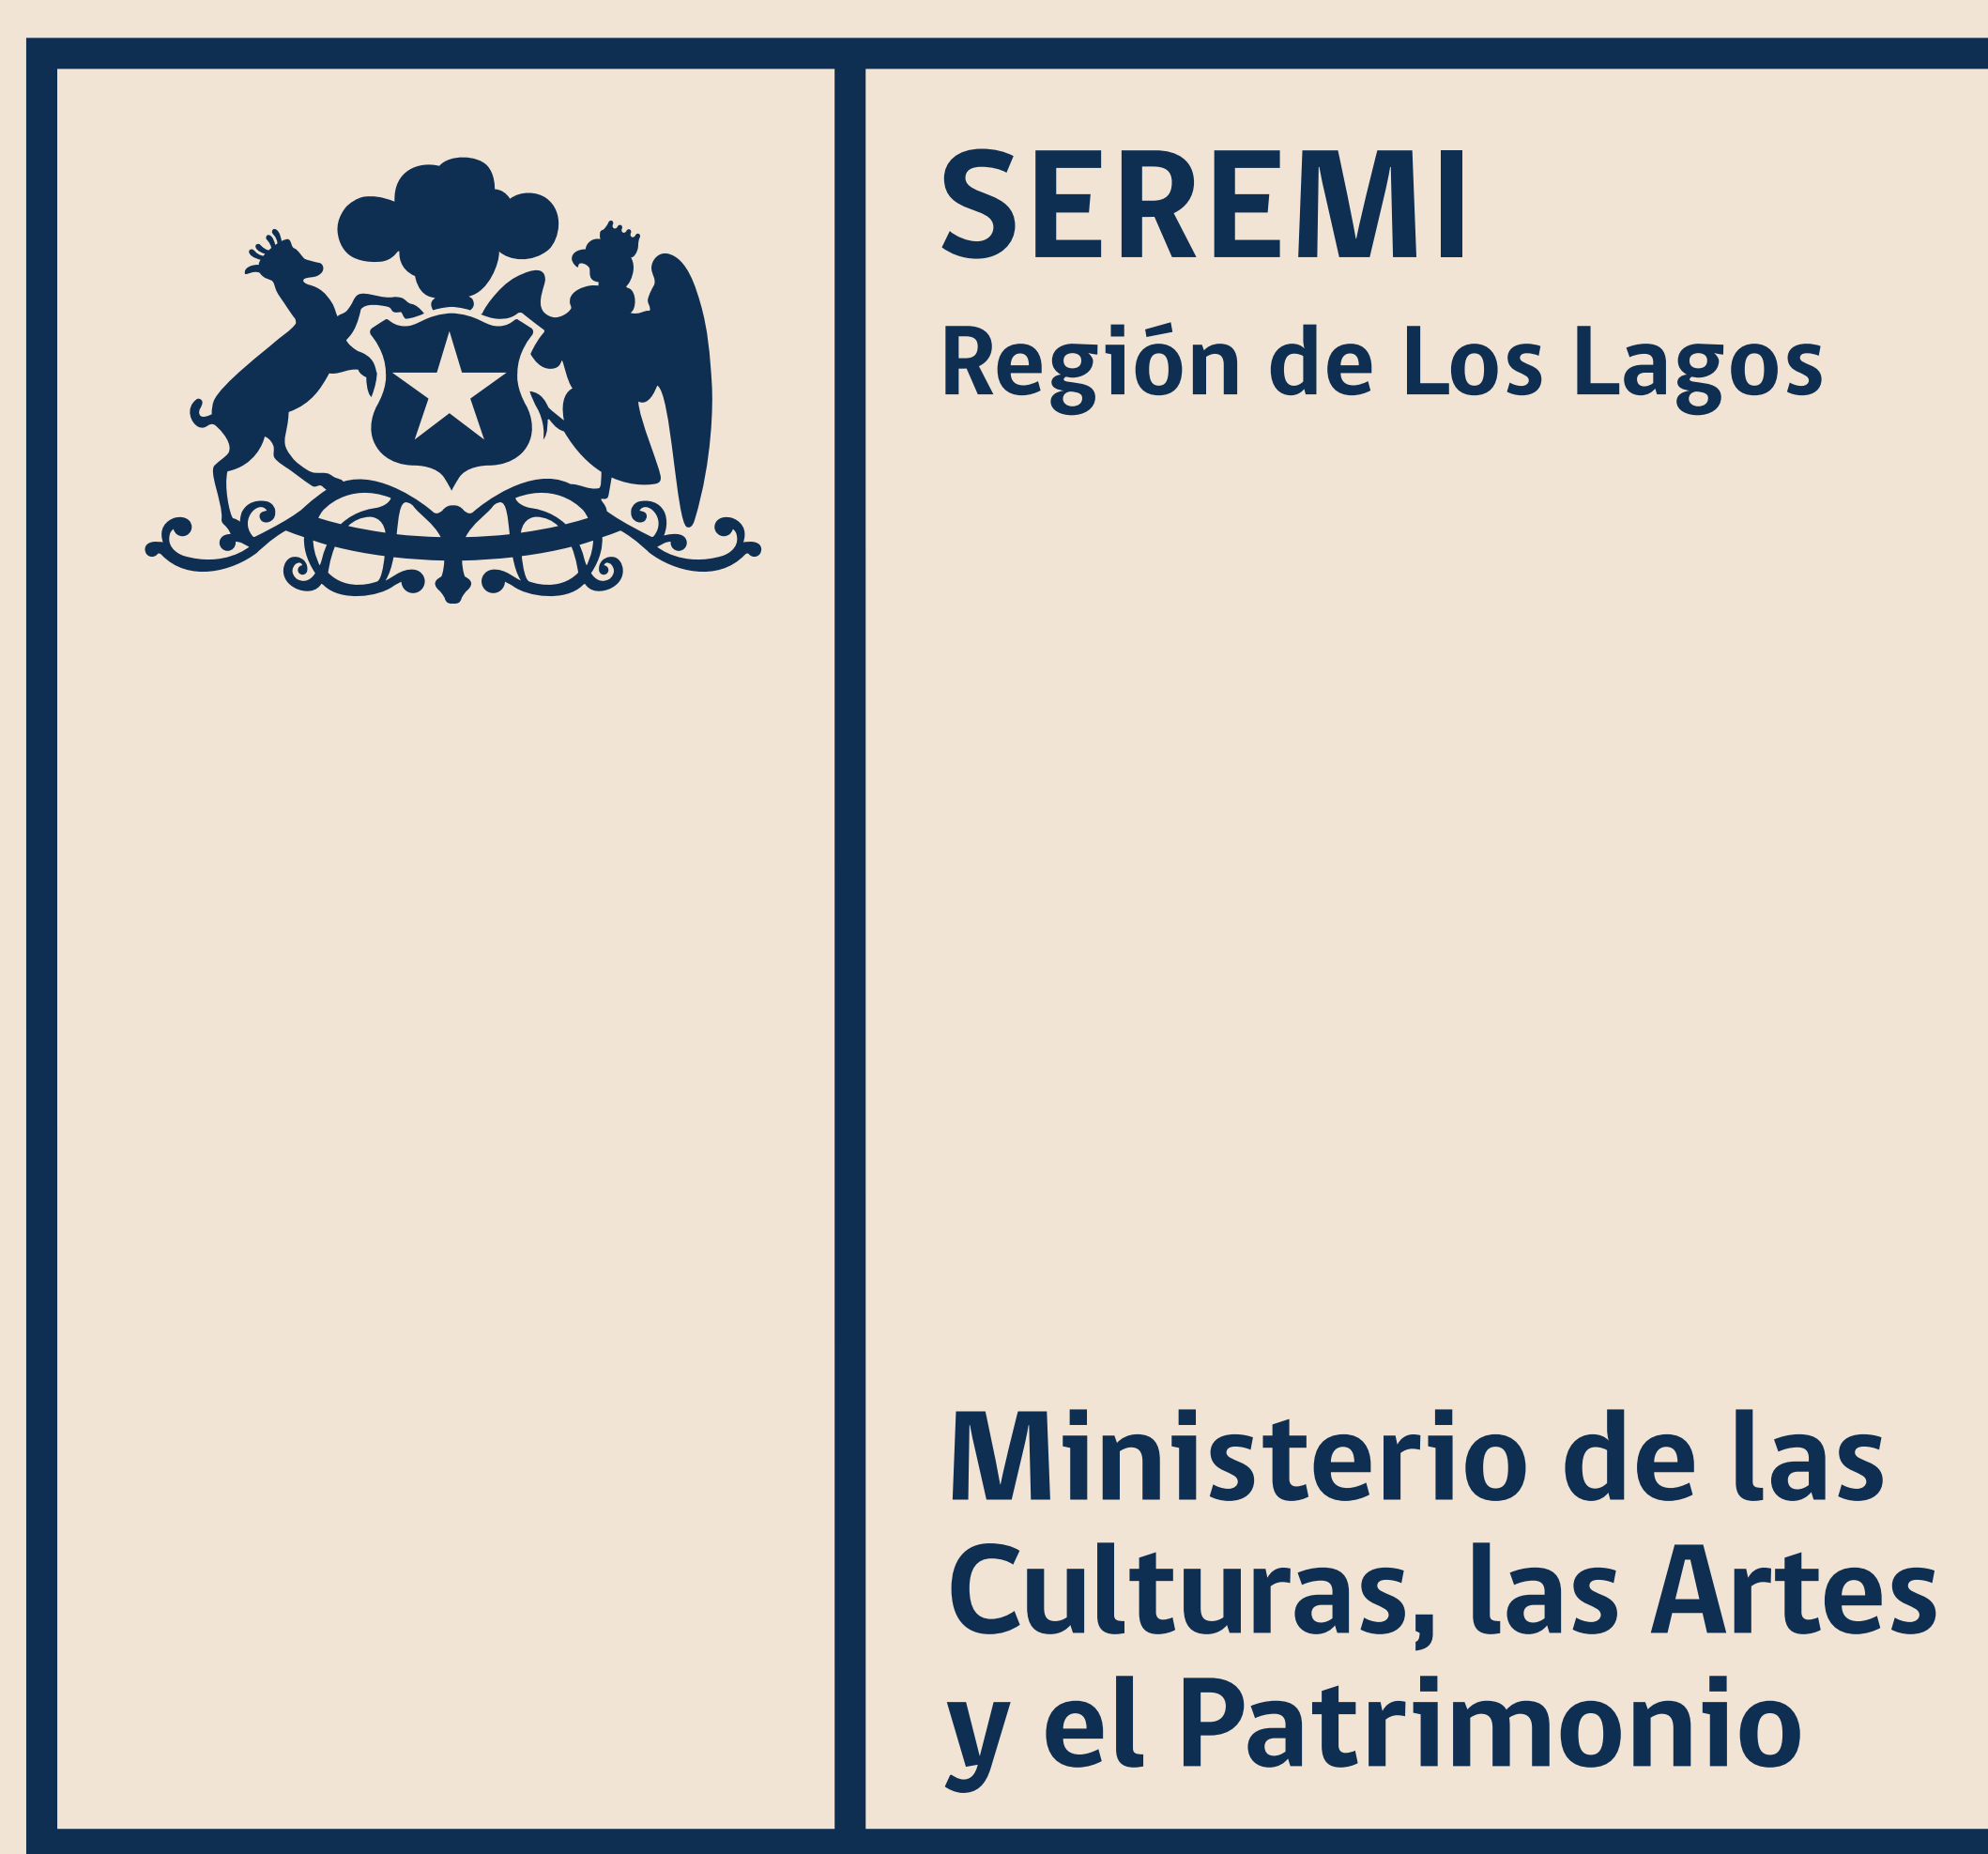 SEREMI
Región de Los Lagos
Ministerio de las
Culturas, las Artes
y el Patrimonio